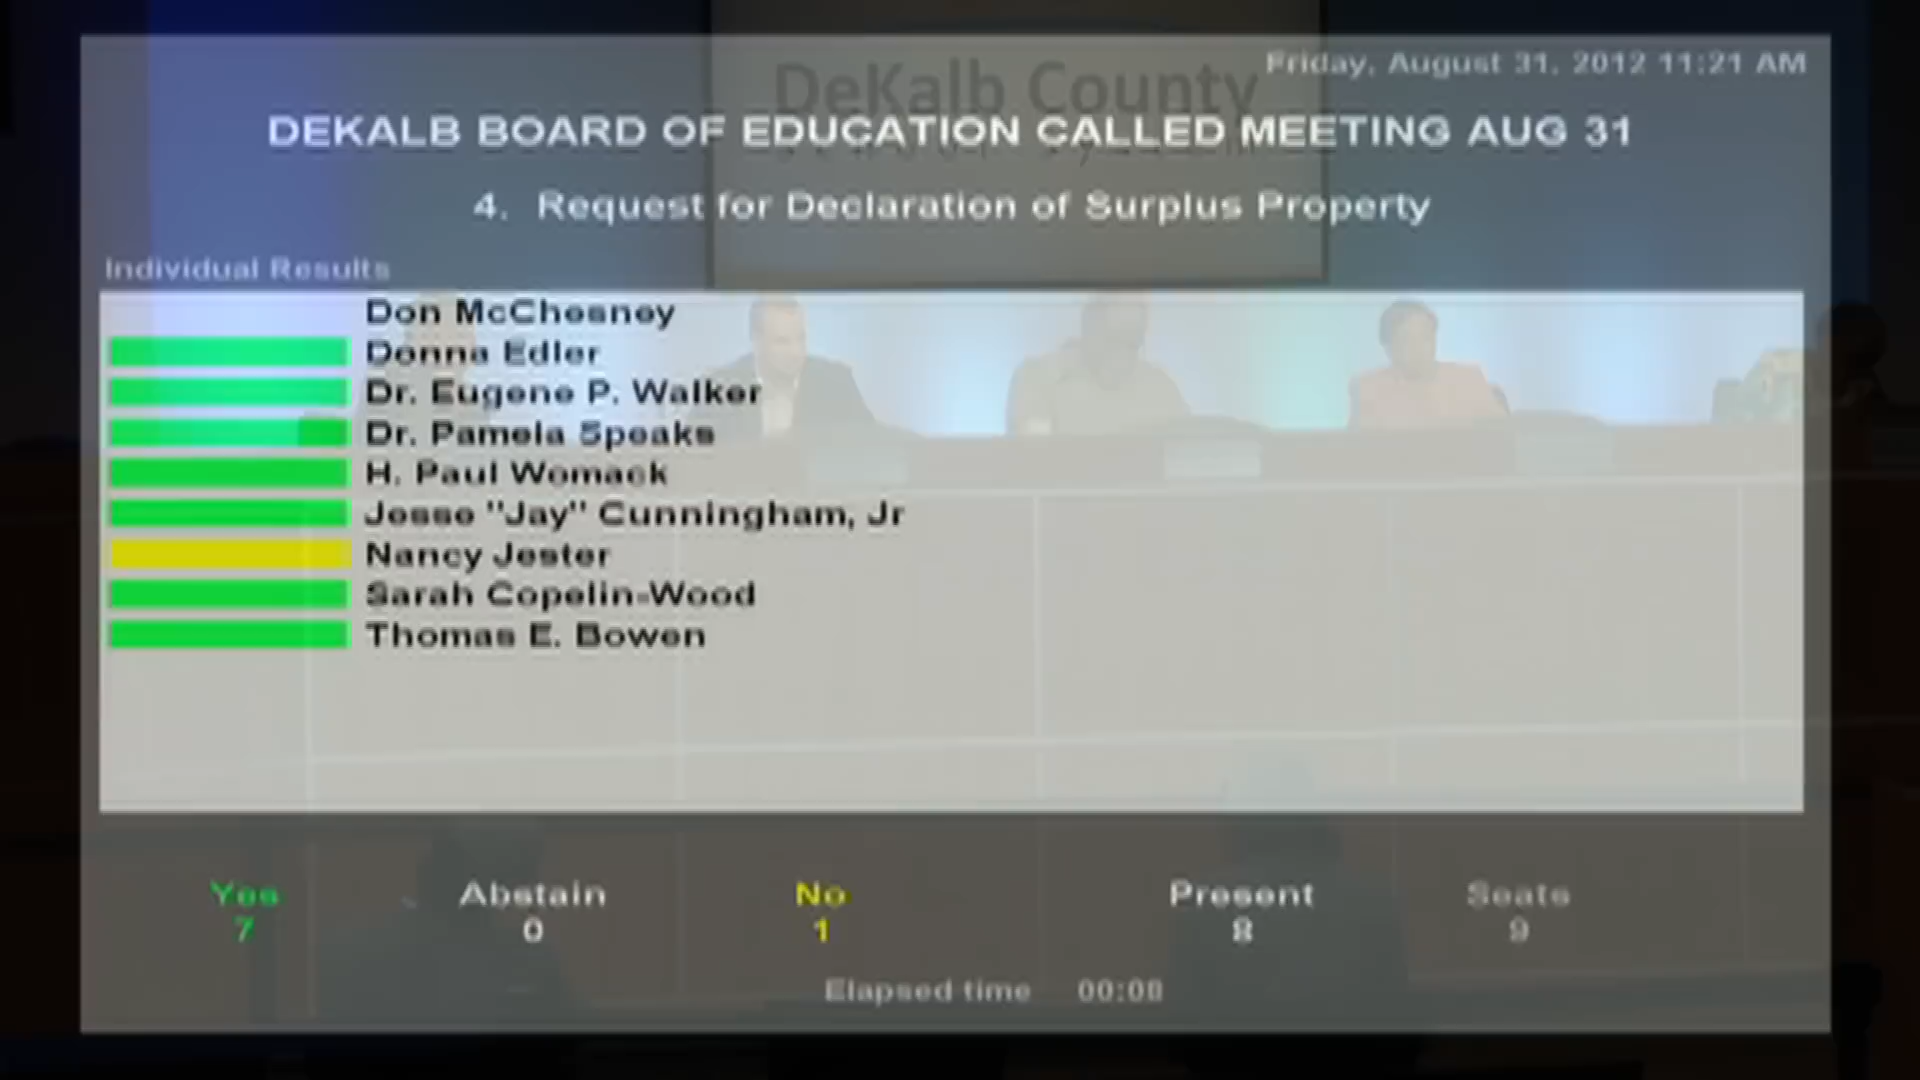 DeKalb County
Friday, August 31, 2012 11:21 AM
DEKALB BOARD OF EDUCATION CALLED MEETING AUG 31
4. Request for Declaration of Surplus Property
Individual Results
Don McChesney
Donna Edler
Dr. Eugene P. Walker
Dr. Pamela Speaks
H. Paul Womack
Jesse "Jay" Cunningham, Jr
Nancy Jester
Sarah Copelin-Wood
Thomas E. Bowen
Yes Abstain No Present Seats
7 0 1 8 9
Elapsed time 00:08